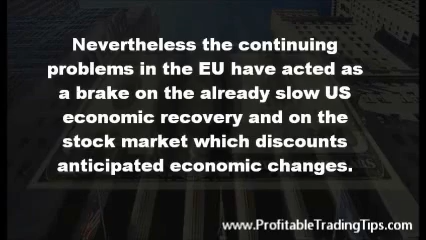 Nevertheless the continuing
problems in the EU have acted as
a brake on the already slow US
economic recovery and on the
stock market which discounts
anticipated economic changes.
www.ProfitableTradingTips.com